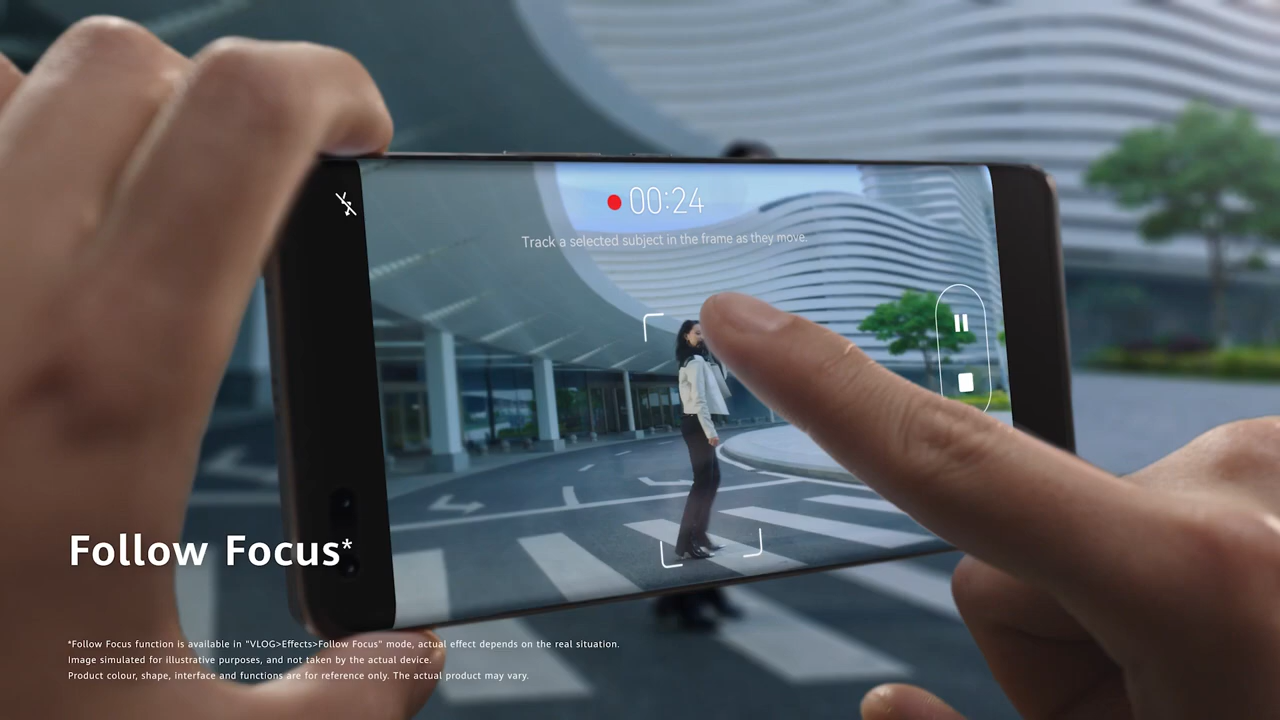 00:24
Track a selected subject in the frame as they move.
Follow Focus*
*Follow Focus function is available in "VLOG>Effects>Follow Focus" mode, actual effect depends on the real situation.
Image simulated for illustrative purposes, and not taken by the actual device.
Product colour, shape, interface and functions are for reference only. The actual product may vary.